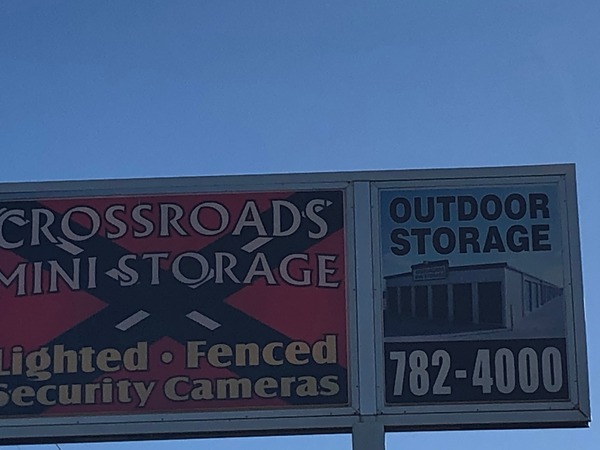 CROSSROADS
MINI STORAGE
Lighted • Fenced
Security Cameras
OUTDOOR
STORAGE
782-4000